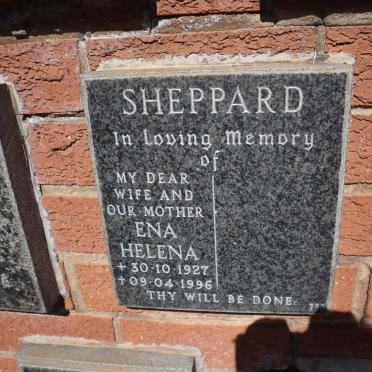 SHEPPARD
In Loving Memory
of
MY DEAR
WIFE AND
OUR MOTHER
ENA
HELENA
+30·10·1927
+09·04·1996
THY WILL BE DONE.